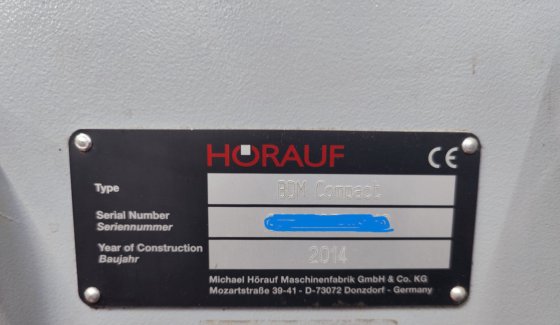 HÖRAUF
CE
Type BDM Compact
Serial Number
Seriennummer
Year of Construction 2014
Baujahr
Michael Hörauf Maschinenfabrik GmbH & Co. KG
Mozartstraße 39-41 - D-73072 Donzdorf - Germany